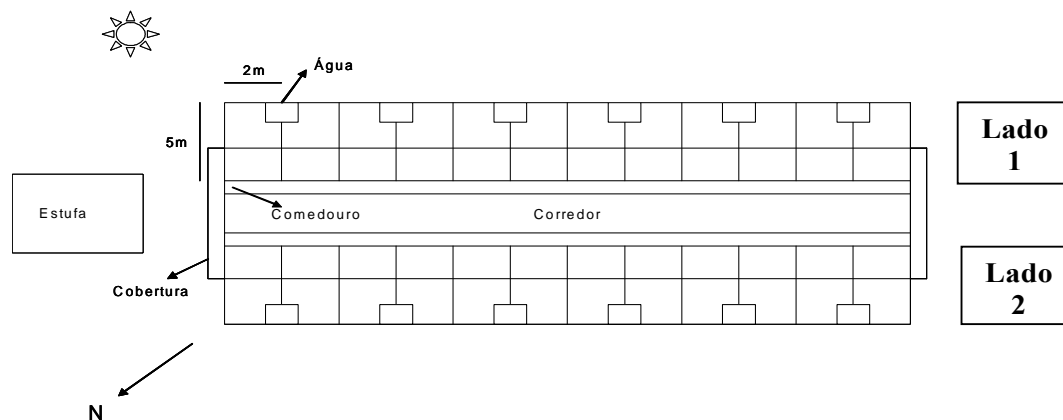 2m
Água
5m
Lado
1
Estufa
Comedouro
Corredor
Cobertura
Lado
2
N